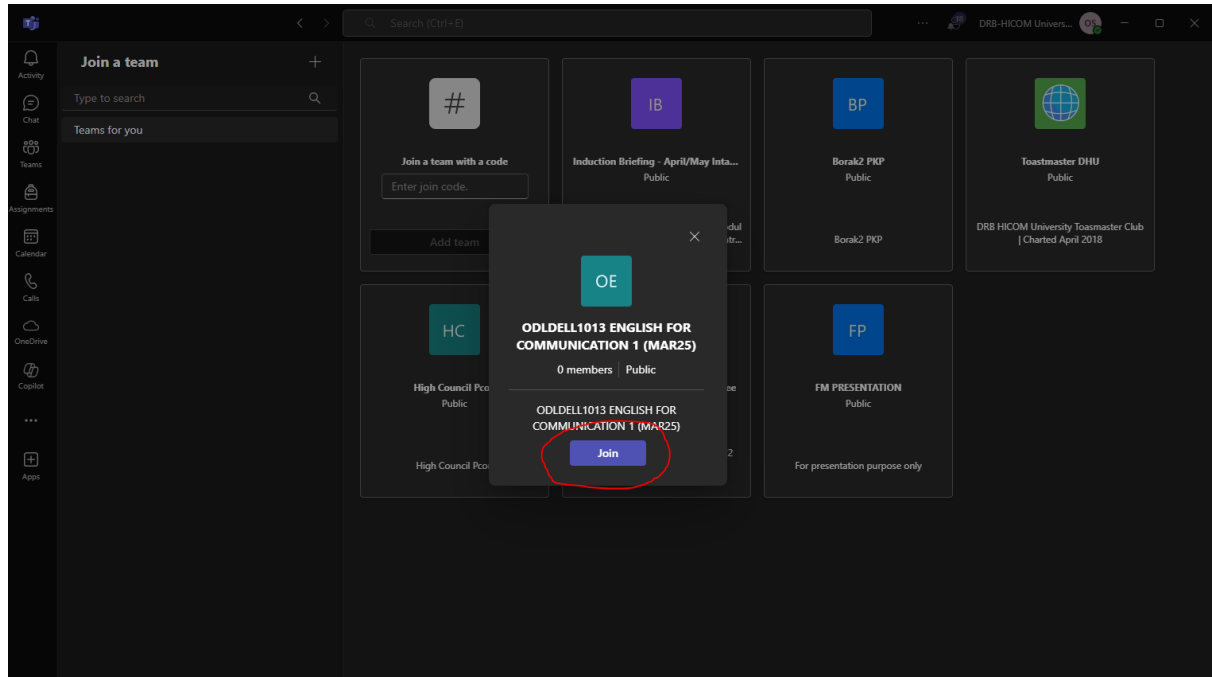 Search (Ctrl+E)
DRB-HICOM Univers...
Activity
Chat
Teams
Assignments
Calendar
Calls
OneDrive
Copilot
Apps
Join a team
Type to search
Teams for you
#
Join a team with a code
Enter join code.
Add team
IB
Induction Briefing - April/May Inta...
Public
BP
Borak2 PKP
Public
Borak2 PKP
Toastmaster DHU
Public
DRB HICOM University Toasmaster Club
| Charted April 2018
HC
High Council Pco
Public
High Council Pco
FP
FM PRESENTATION
Public
For presentation purpose only
OE
ODLDELL1013 ENGLISH FOR
COMMUNICATION 1 (MAR25)
0 members | Public
ODLDELL1013 ENGLISH FOR
COMMUNICATION 1 (MAR25)
Join